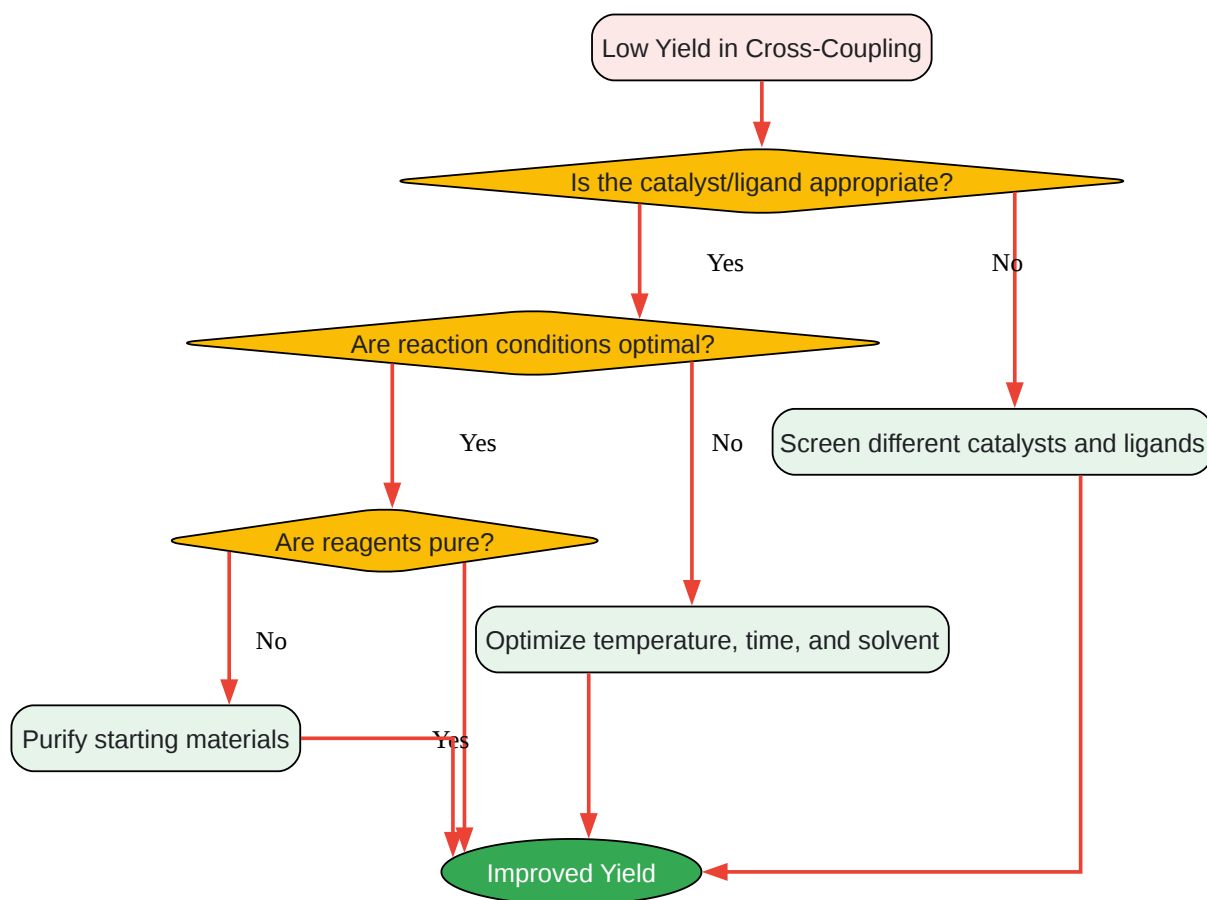 Low Yield in Cross-Coupling
Is the catalyst/ligand appropriate?
Yes
No
Are reaction conditions optimal?
Yes
No
Screen different catalysts and ligands
Are reagents pure?
No
Optimize temperature, time, and solvent
Purify starting materials
Yes
Improved Yield